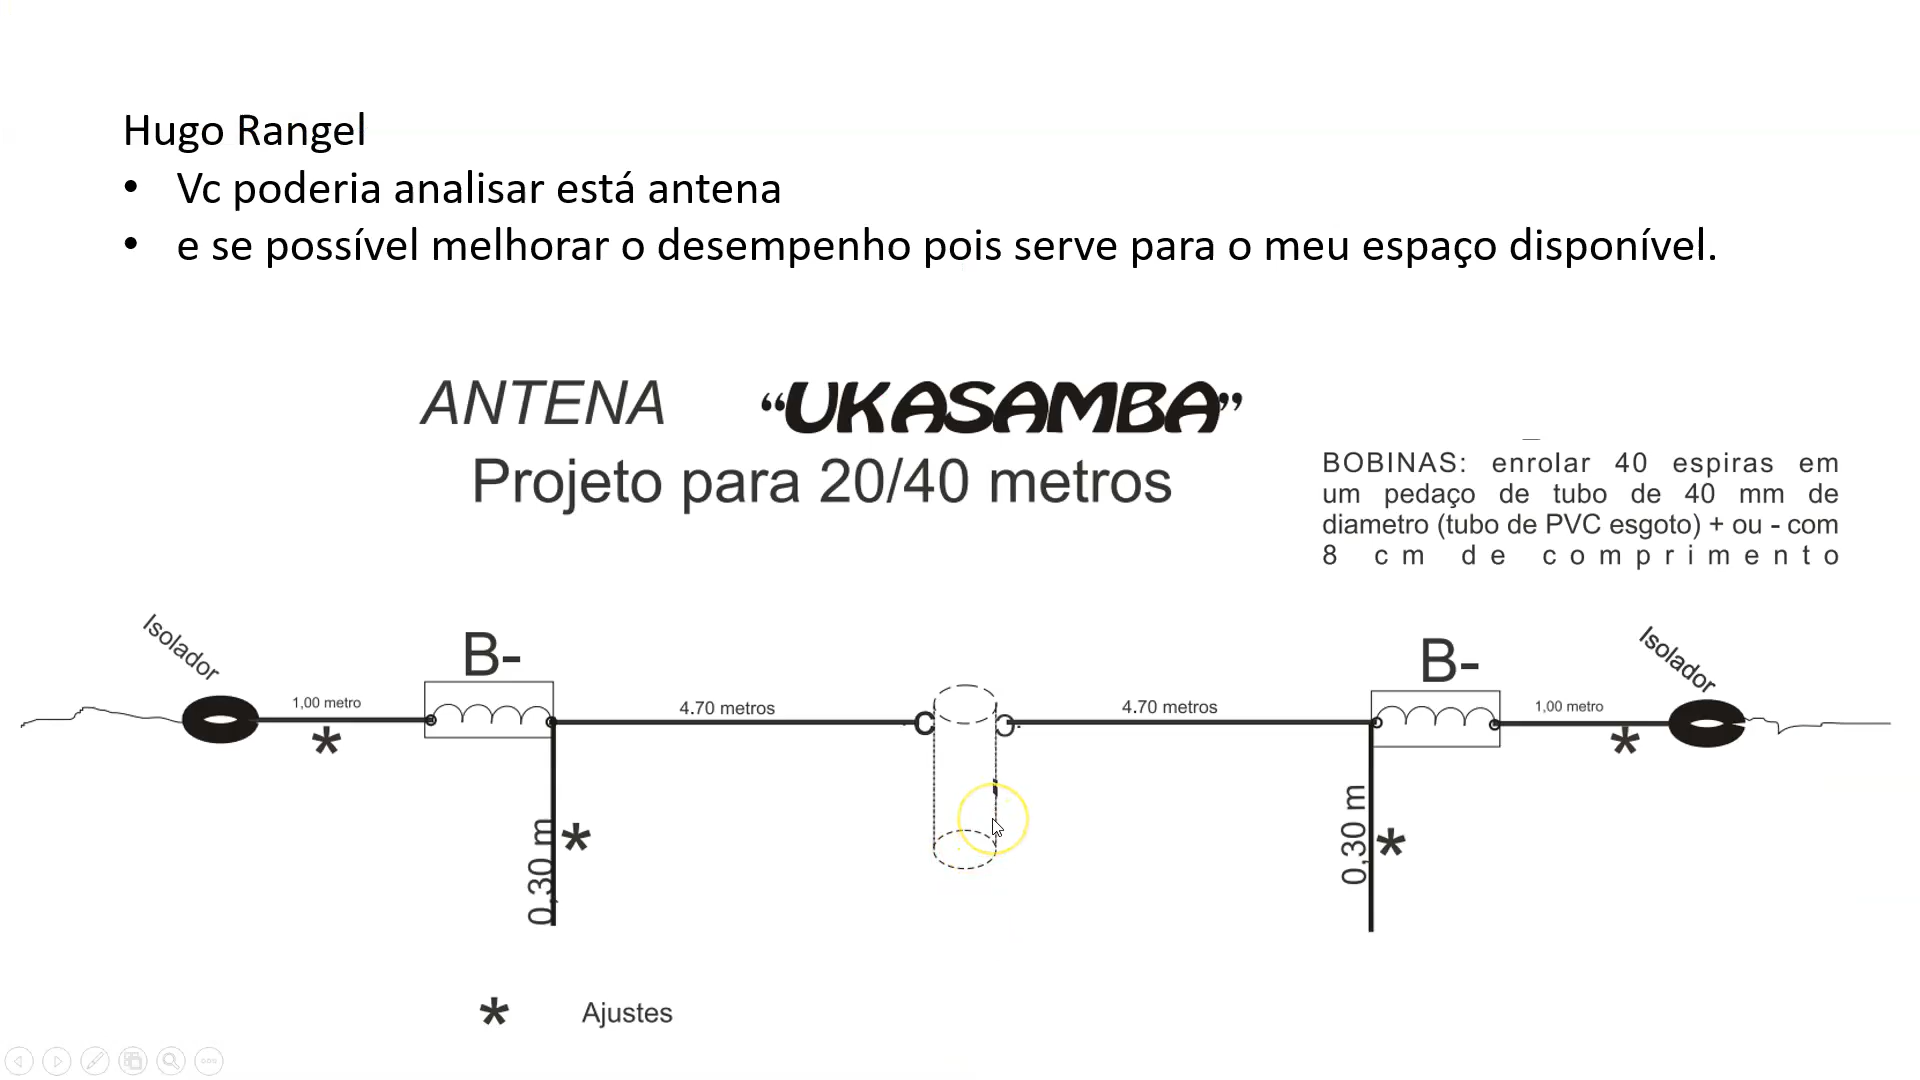 Hugo Rangel
• Vc poderia analisar está antena
• e se possível melhorar o desempenho pois serve para o meu espaço disponível.
ANTENA “UKASAMBA”
Projeto para 20/40 metros
BOBINAS: enrolar 40 espiras em
um pedaço de tubo de 40 mm de
diametro (tubo de PVC esgoto) + ou - com
8 cm de comprimento
Isolador
1,00 metro
*
B-
4.70 metros
0,30 m
*
4.70 metros
B-
0,30 m
*
1,00 metro
*
Isolador
* Ajustes